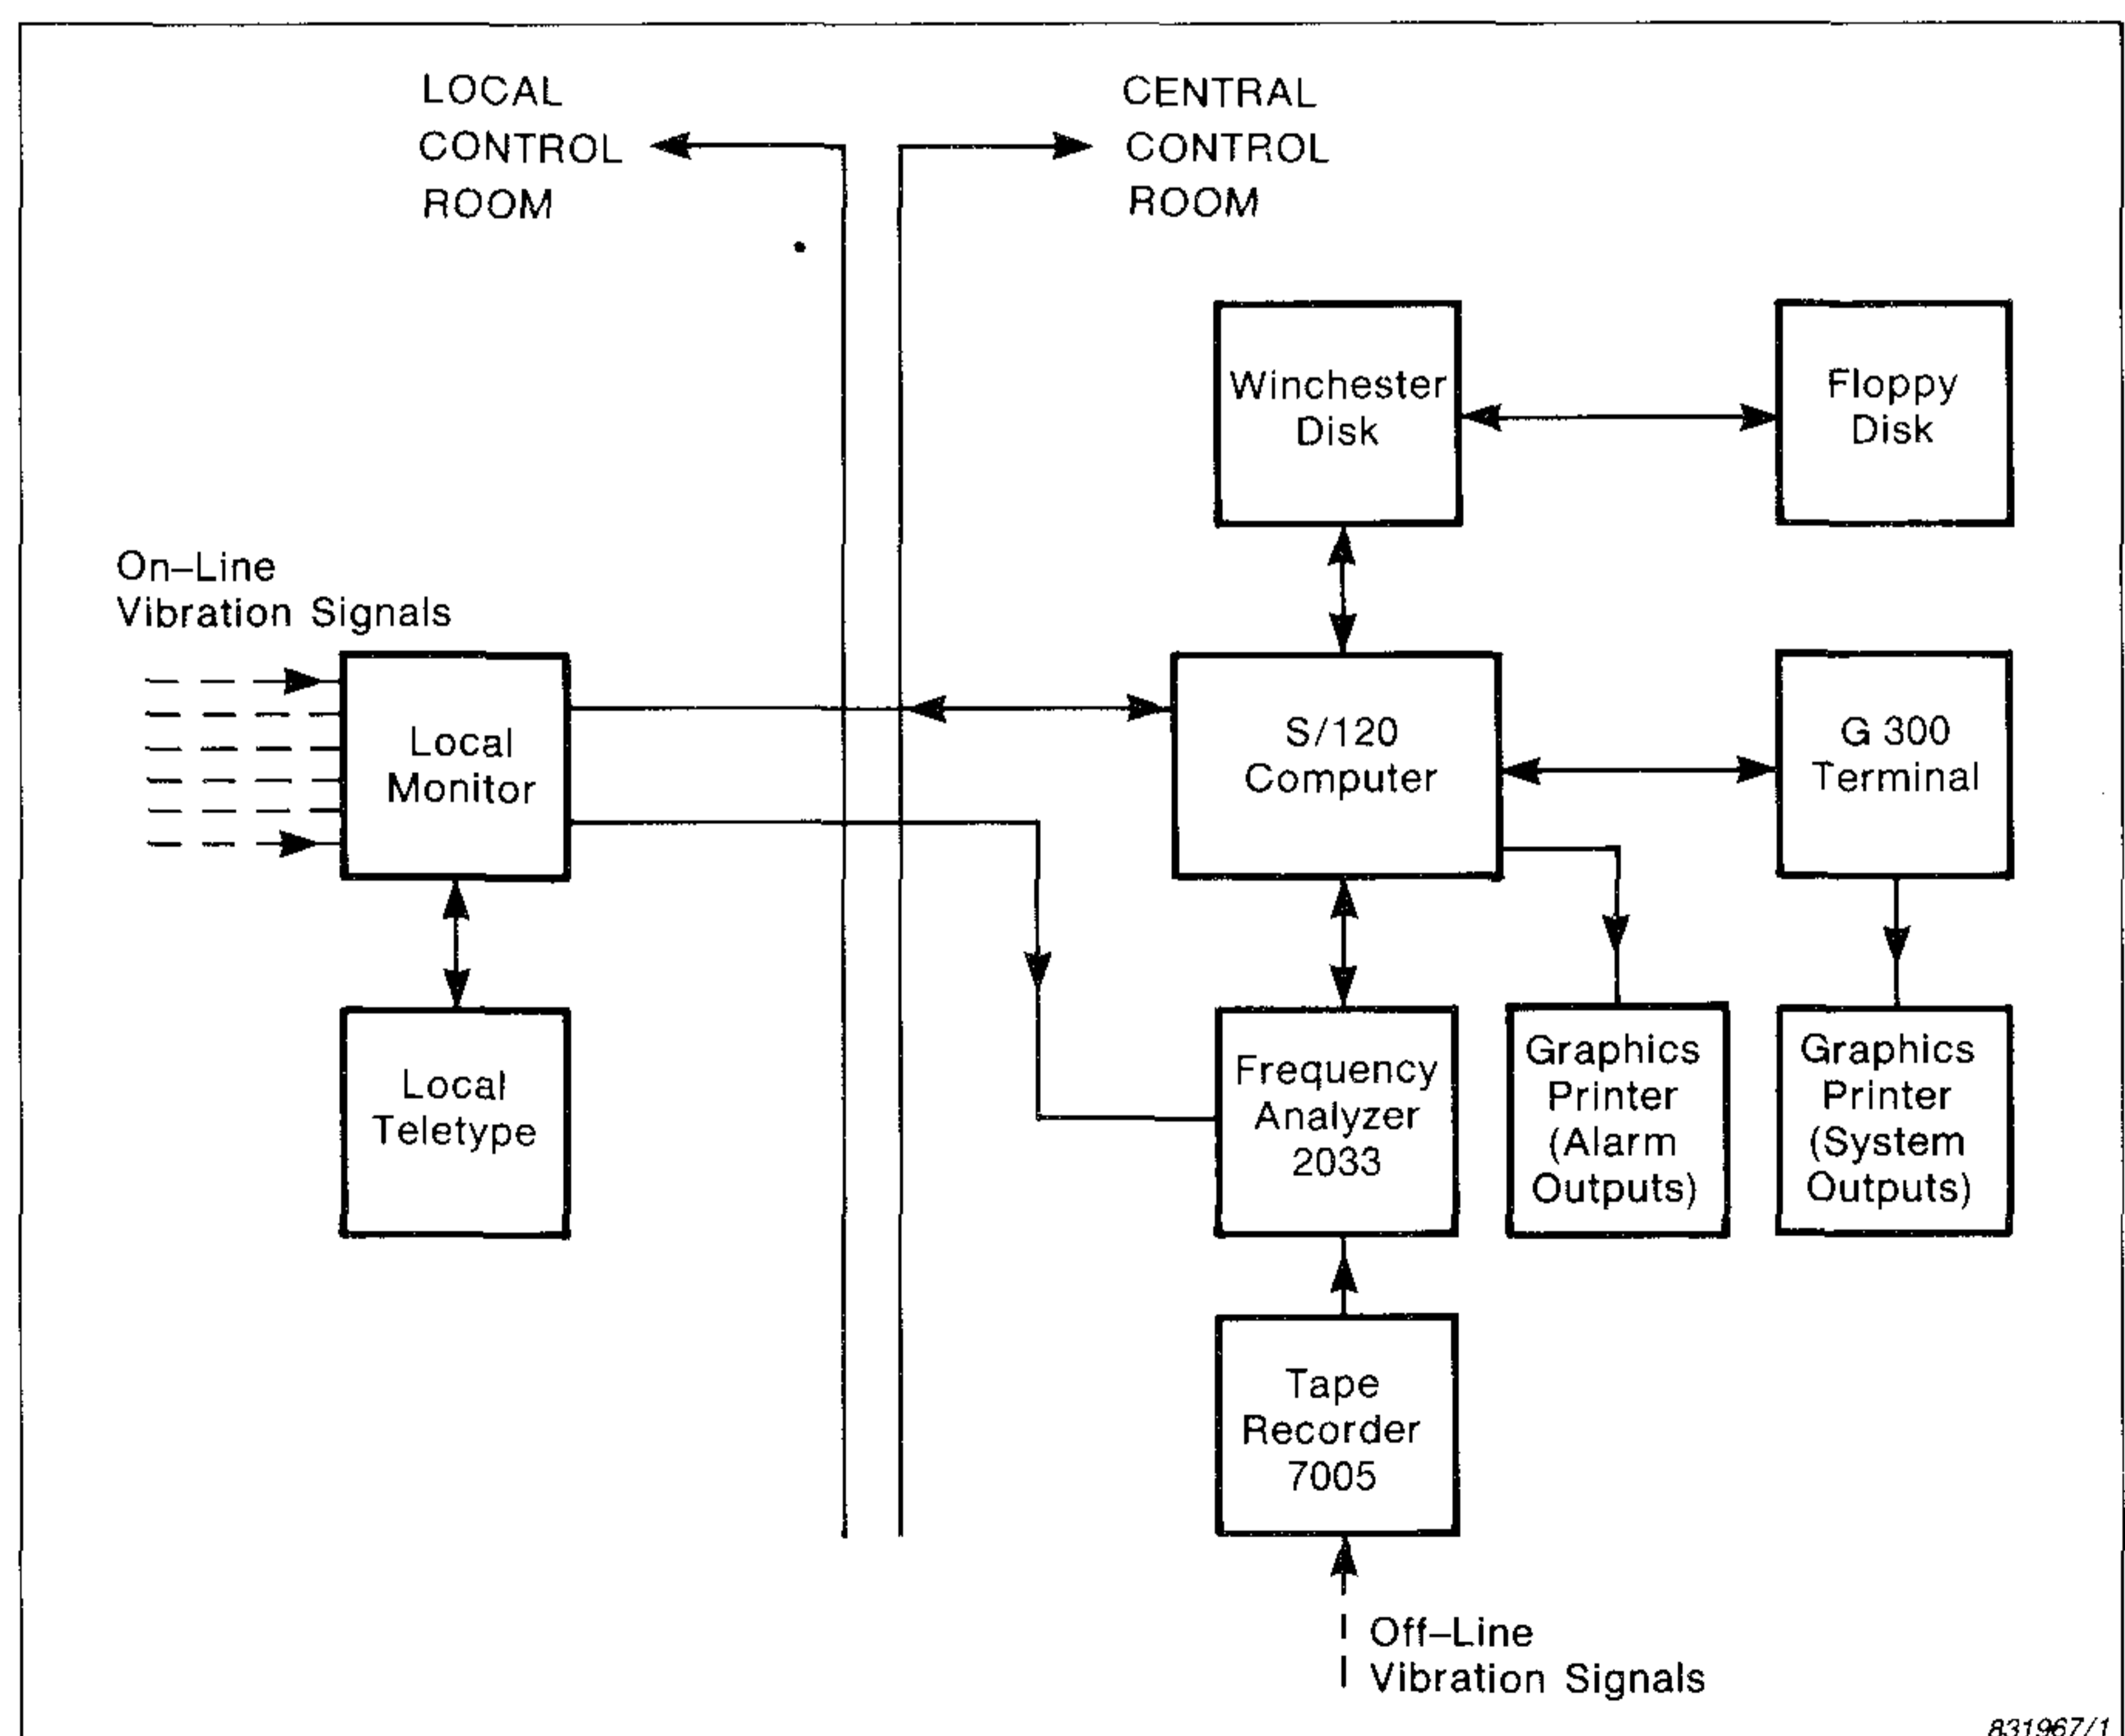 LOCAL
CONTROL
ROOM
CENTRAL
CONTROL
ROOM
Winchester
Disk
Floppy
Disk
On–Line
Vibration Signals
Local
Monitor
S/120
Computer
G 300
Terminal
Local
Teletype
Frequency
Analyzer
2033
Graphics
Printer
(Alarm
Outputs)
Graphics
Printer
(System
Outputs)
Tape
Recorder
7005
Off–Line
Vibration Signals
831967/1